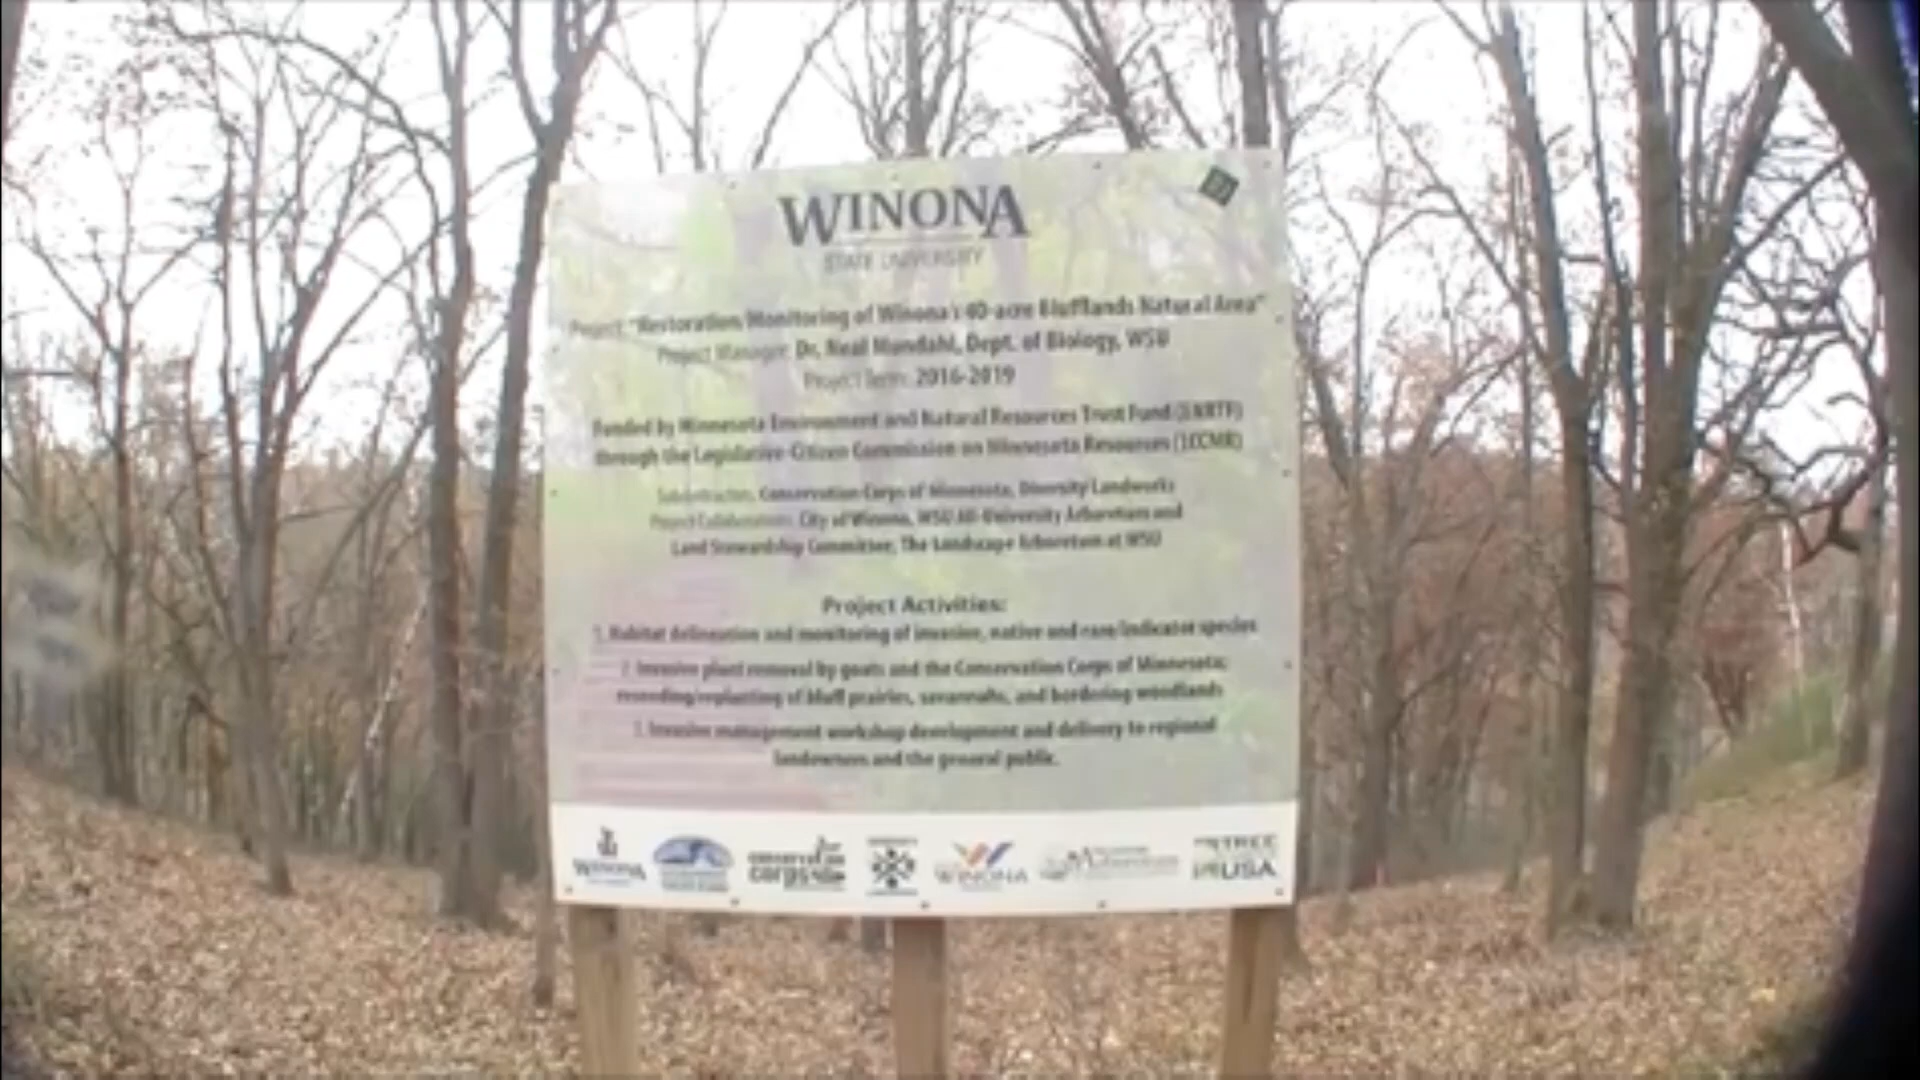 WINONA
STATE UNIVERSITY
Project: "Restoration/Monitoring of Winona's 40-acre Blufflands Natural Area"
Project Manager: Dr. Neal Mundahl, Dept. of Biology, WSU
Project Term: 2016-2019
Funded by Minnesota Environment and Natural Resources Trust Fund (ENRTF)
through the Legislative-Citizen Commission on Minnesota Resources (LCCMR)
Subcontractors: Conservation Corps of Minnesota, Diversity Landworks
Project Collaborators: City of Winona, WSU All-University Arboretum and
Land Stewardship Committee, The Landscape Arboretum at WSU
Project Activities:
1. Habitat delineation and monitoring of invasive, native and rare/indicator species
2. Invasive plant removal by goats and the Conservation Corps of Minnesota;
reseeding/replanting of bluff prairies, savannahs, and bordering woodlands
3. Invasive management workshop development and delivery to regional
landowners and the general public.
WINONA
conservation
corps
WINONA
TREE
USA